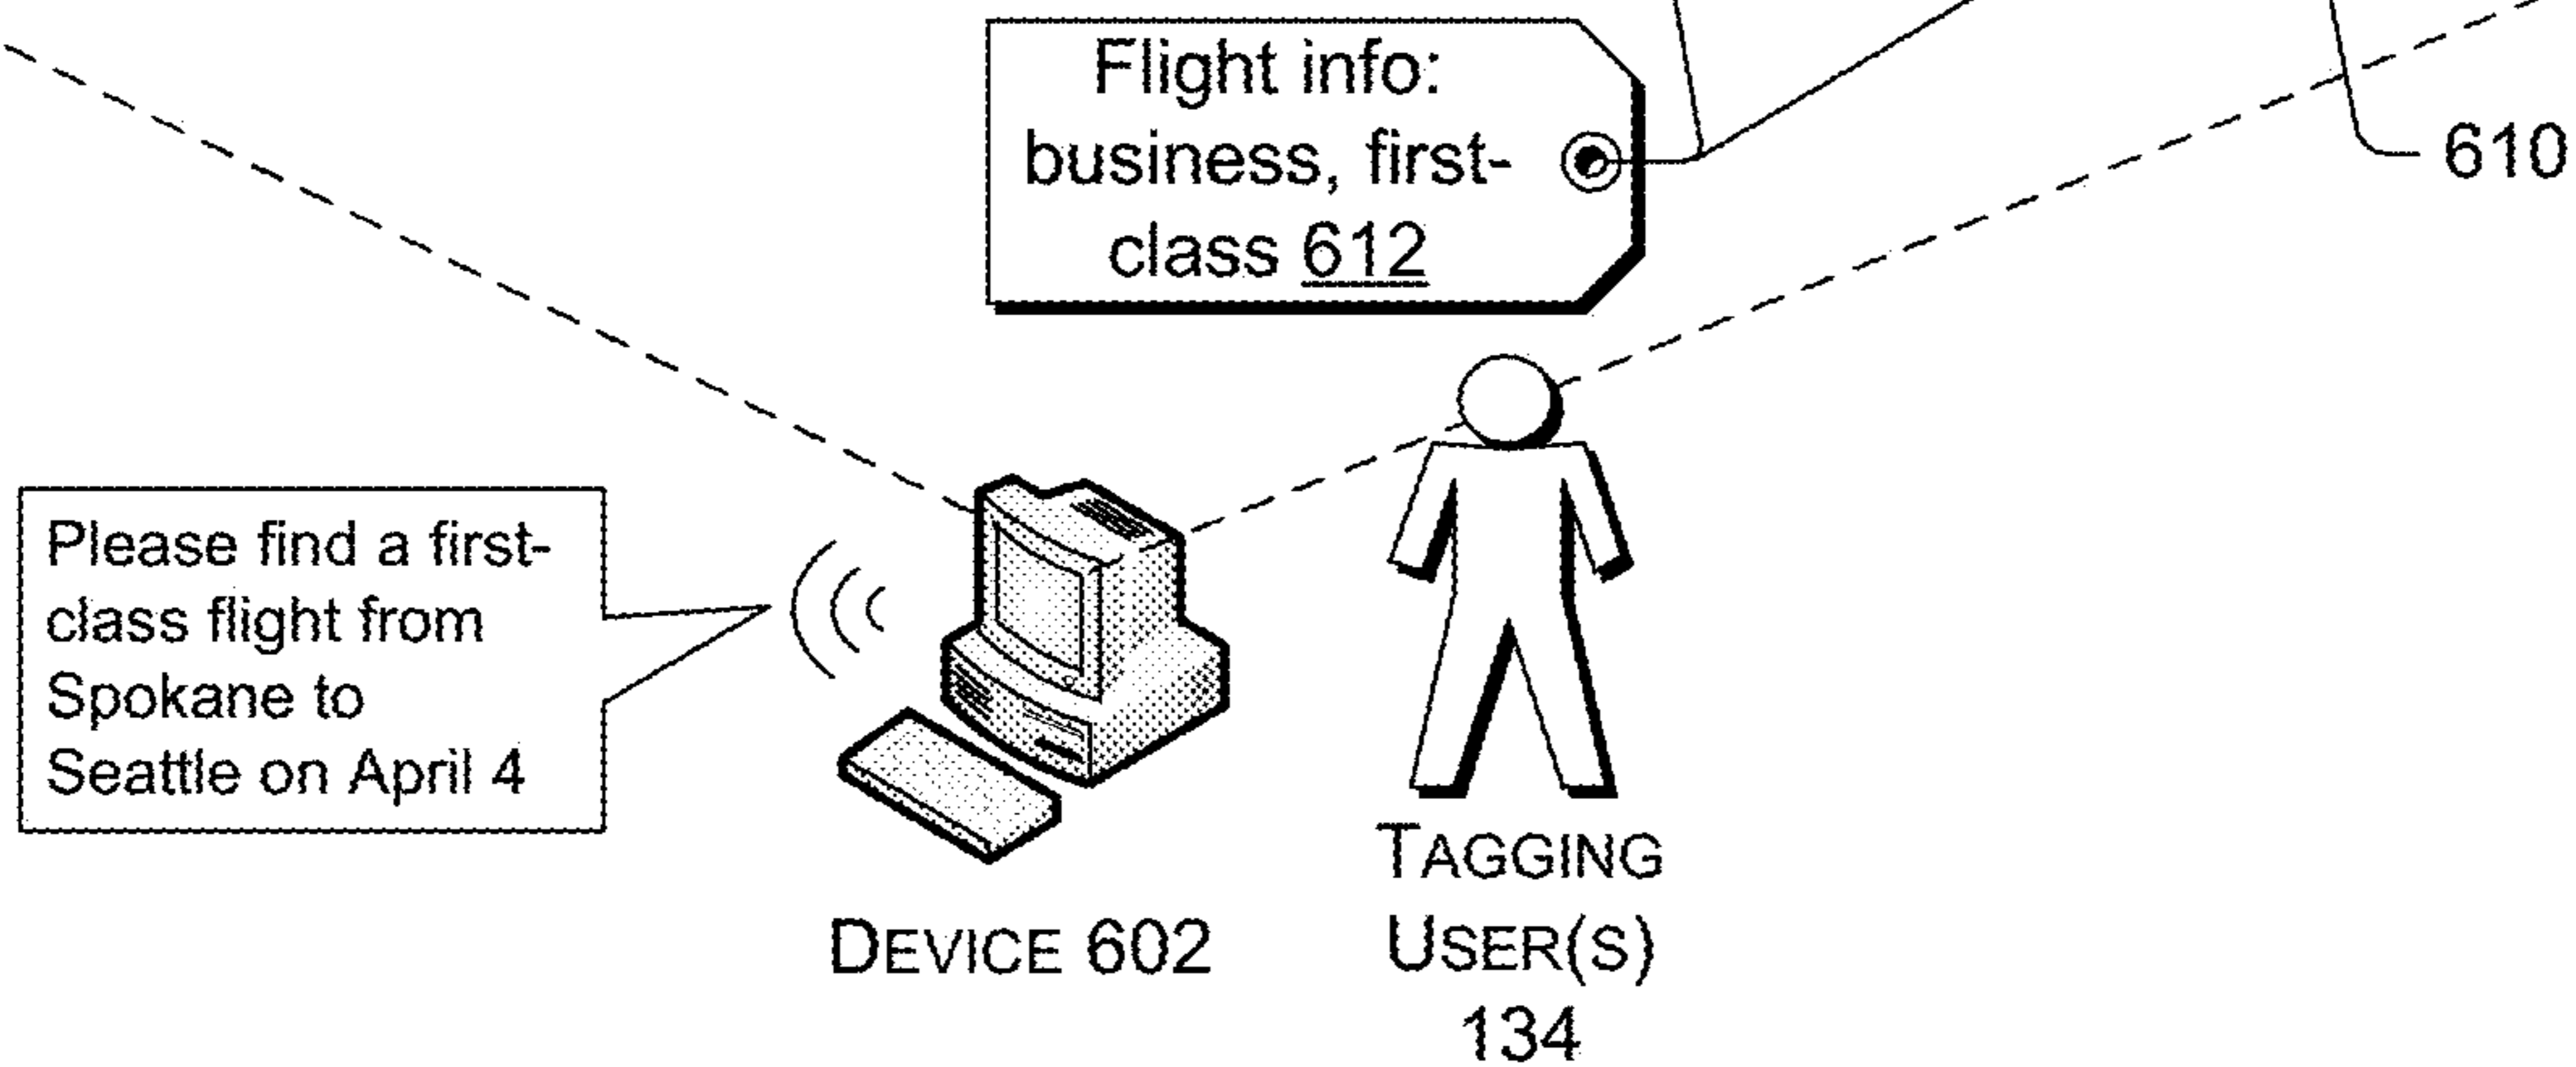 Flight info:
business, first-
class 612
610
Please find a first-
class flight from
Spokane to
Seattle on April 4
DEVICE 602
TAGGING
USER(S)
134